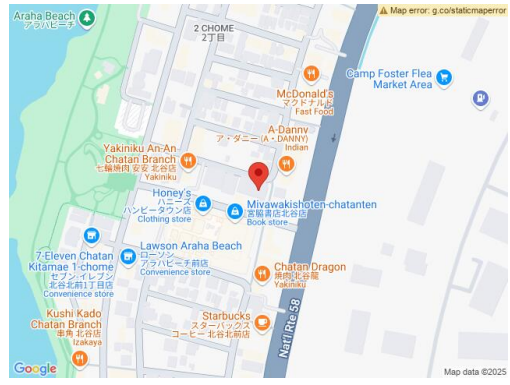 Map error: g.co/staticmaperror
Araha Beach
アラハビーチ
2 CHOME
2丁目
Camp Foster Flea
Market Area
McDonald's
マクドナルド
Fast Food
A-Danny
ア・ダニー (A・DANNY)
Indian
Yakiniku An-An
Chatan Branch
七輪焼肉 安安 北谷店
Yakiniku
Honey's
ハニーズ
ハンビータウン店
Clothing store
Miyawakishoten-chatanten
宮脇書店北谷店
Book store
7-Eleven Chatan
Kitamae 1-chome
セブン-イレブン
北谷北前1丁目店
Convenience store
Lawson Araha Beach
ローソン
アラハビーチ前店
Convenience store
Chatan Dragon
焼肉 北谷龍
Yakiniku
Kushi Kado
Chatan Branch
串角 北谷店
Izakaya
Starbucks
スターバックス
コーヒー 北谷北前店
Nat'l Rte 58
Google
Map data ©2025